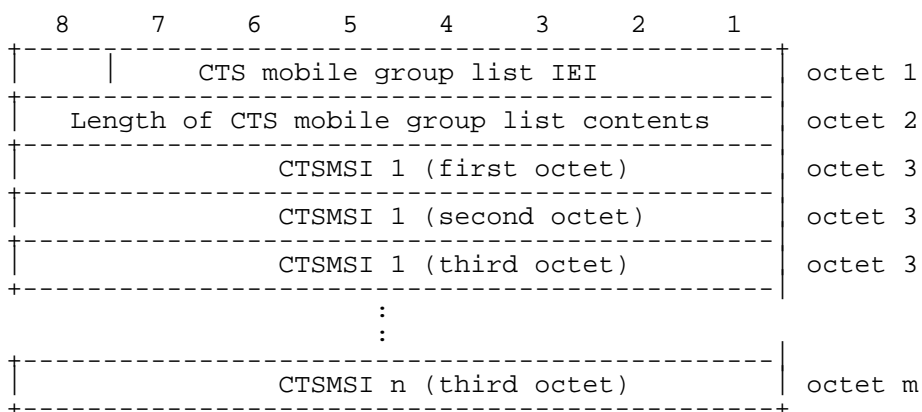 8 7 6 5 4 3 2 1
CTS mobile group list IEI octet 1
Length of CTS mobile group list contents octet 2
CTSMSI 1 (first octet) octet 3
CTSMSI 1 (second octet) octet 3
CTSMSI 1 (third octet) octet 3
:
:
CTSMSI n (third octet) octet m